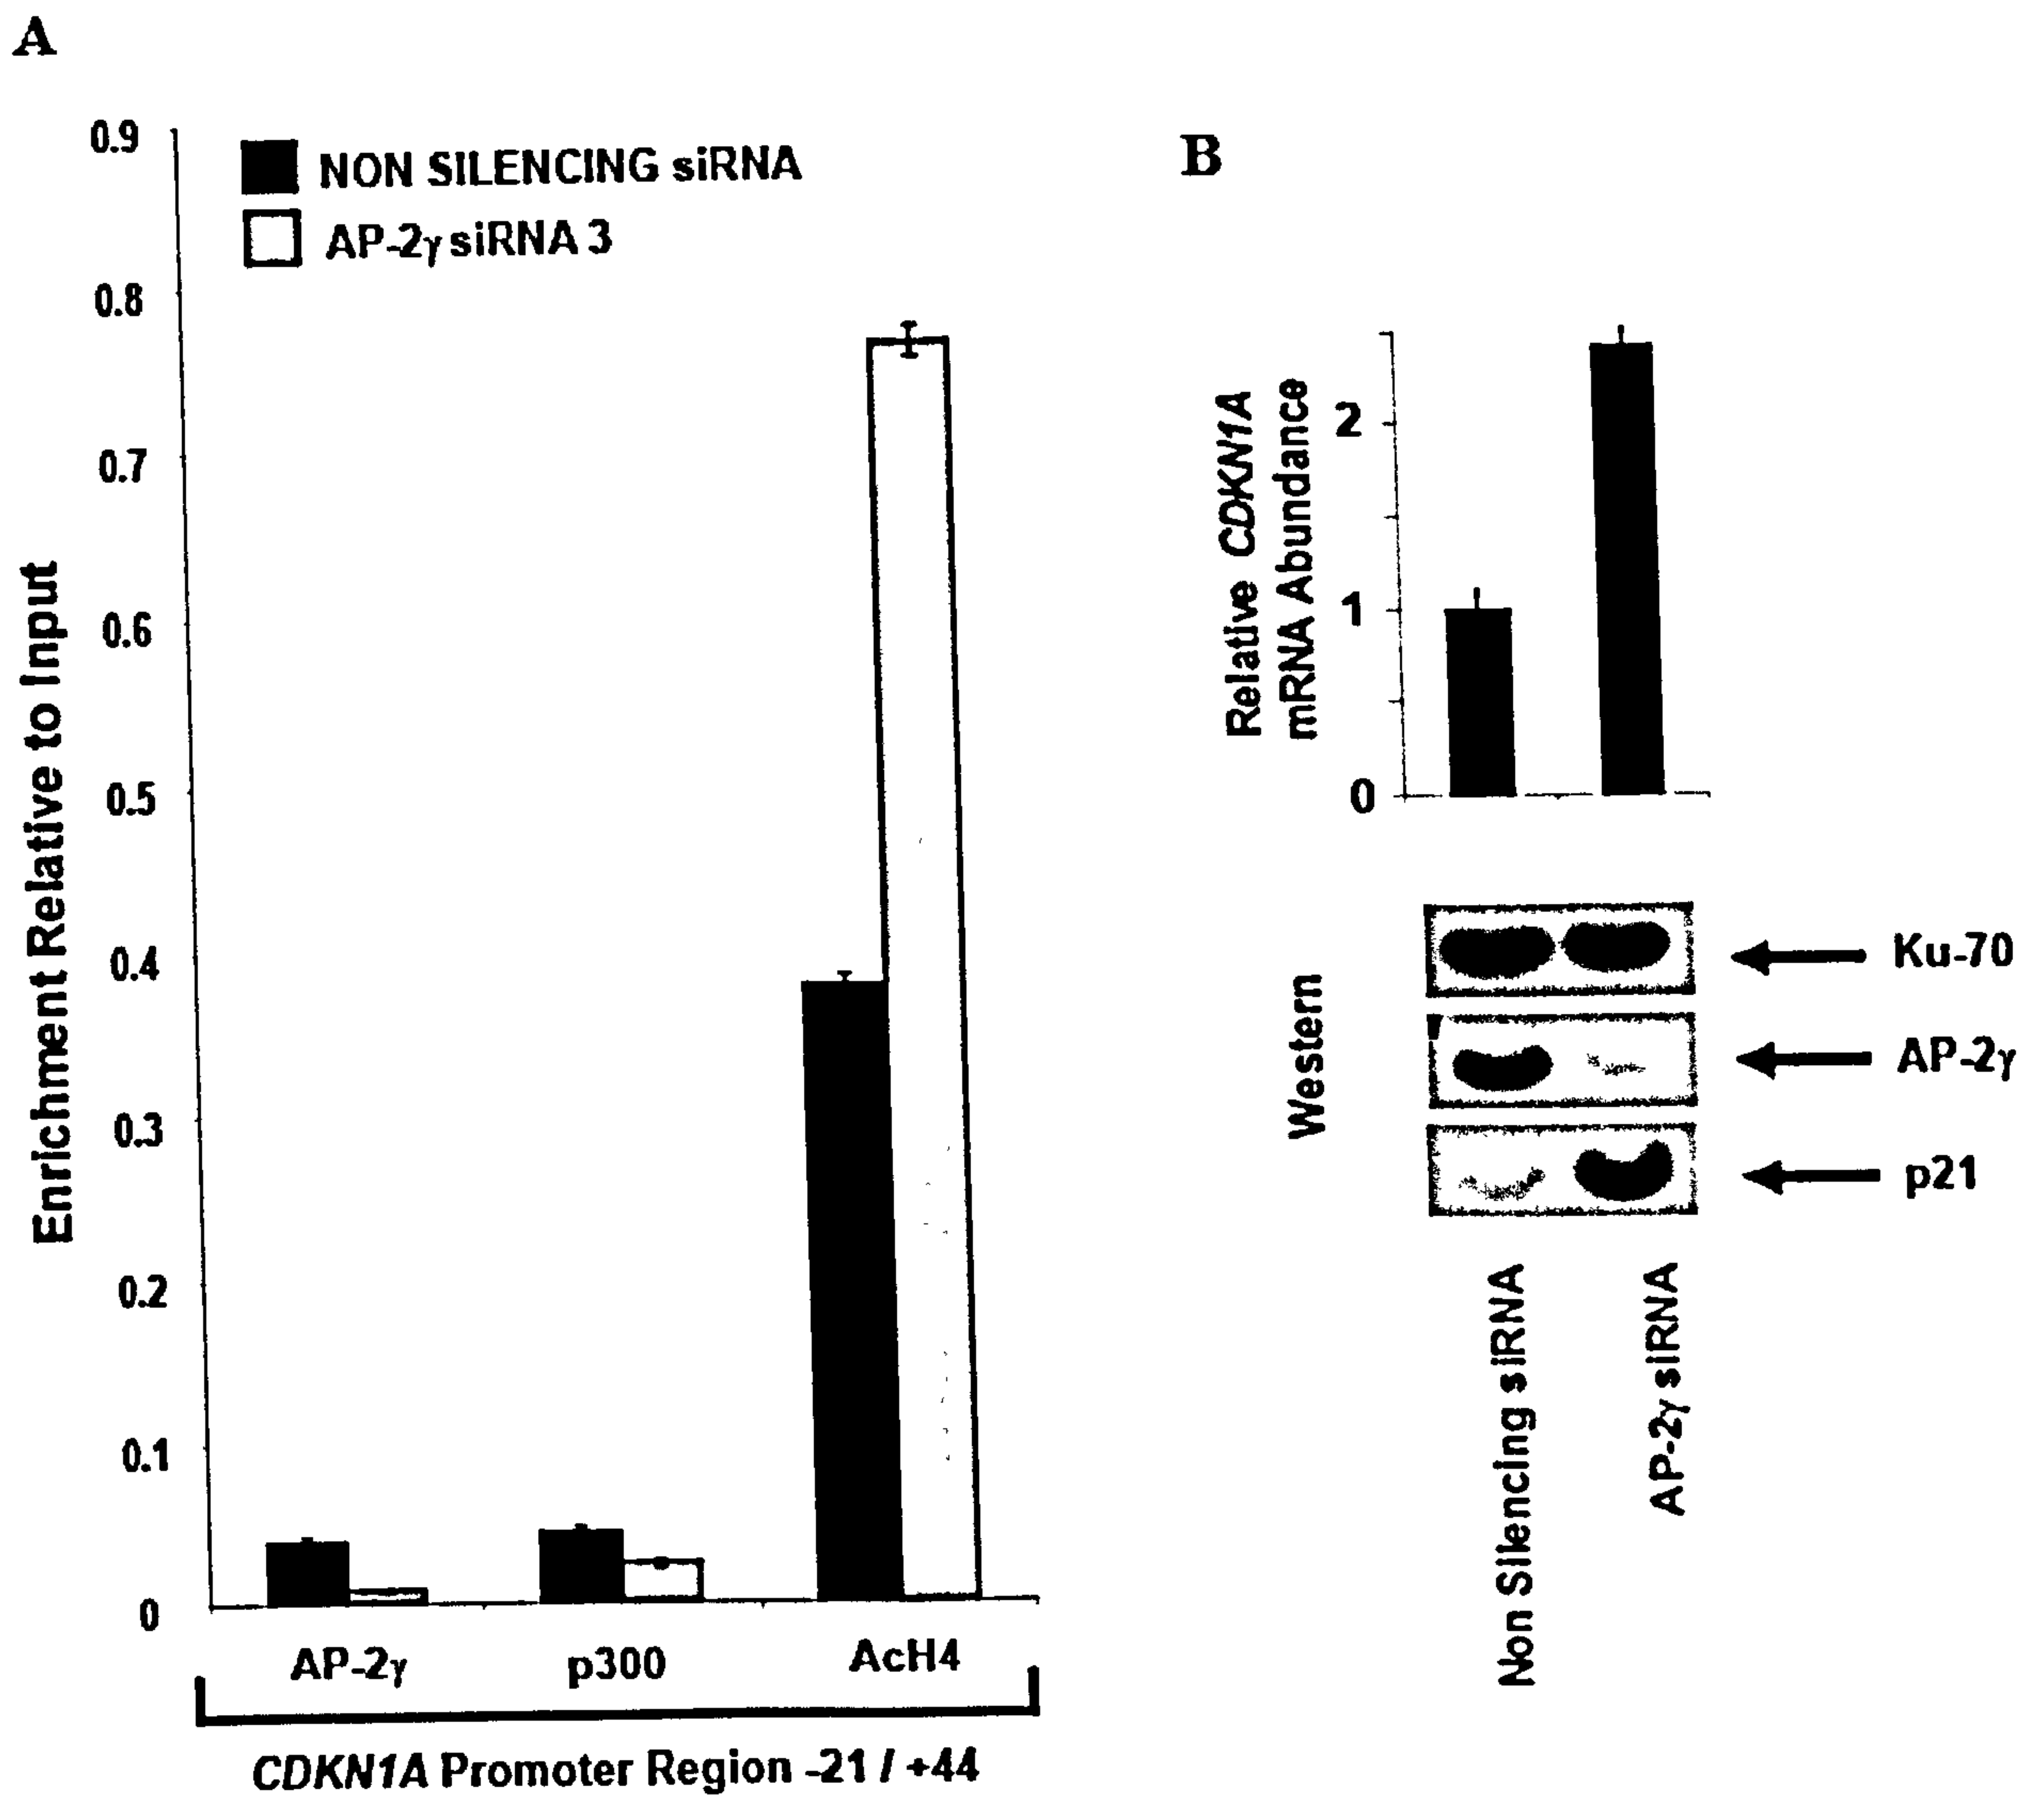 A
0.9
0.8
0.7
0.6
0.5
0.4
0.3
0.2
0.1
0
Enrichment Relative to Input
NON SILENCING siRNA
AP-2γ siRNA 3
AP-2γ
p300
AcH4
CDKN1A Promoter Region -21 / +44
B
Relative CDKN1A
mRNA Abundance
2
1
0
Western
Ku-70
AP-2γ
p21
Non Silencing siRNA
AP-2γ siRNA